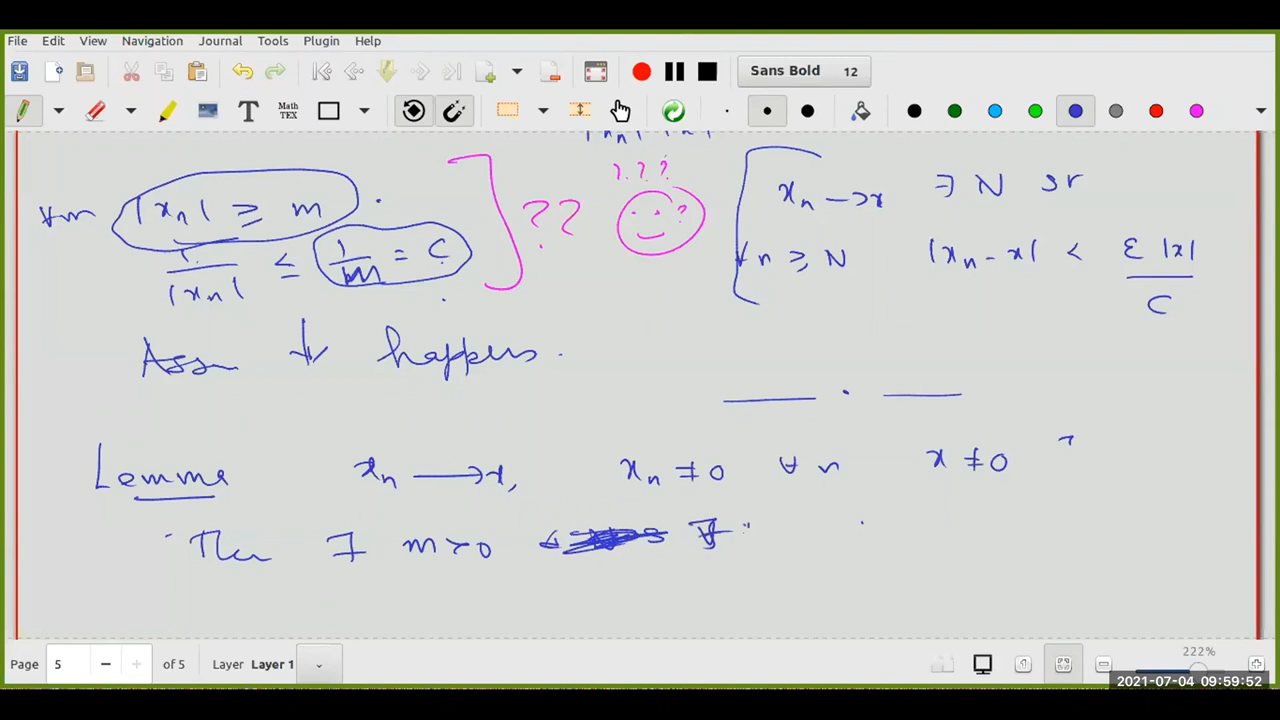 File Edit View Navigation Journal Tools Plugin Help
Sans Bold 12
Math TEX
? ? ?
∀n |xₙ| ≥ m . ] ?? ?
xₙ → x ∃ N st
1/|xₙ| ≤ 1/m = C
∀ n ≥ N |xₙ - x| < ε |x| / C
Assu ↓ happens.
Lemma xₙ → x, xₙ ≠ 0 ∀ n x ≠ 0
Then ∃ m > 0
Page 5 of 5 Layer Layer 1 222%
2021-07-04 09:59:52